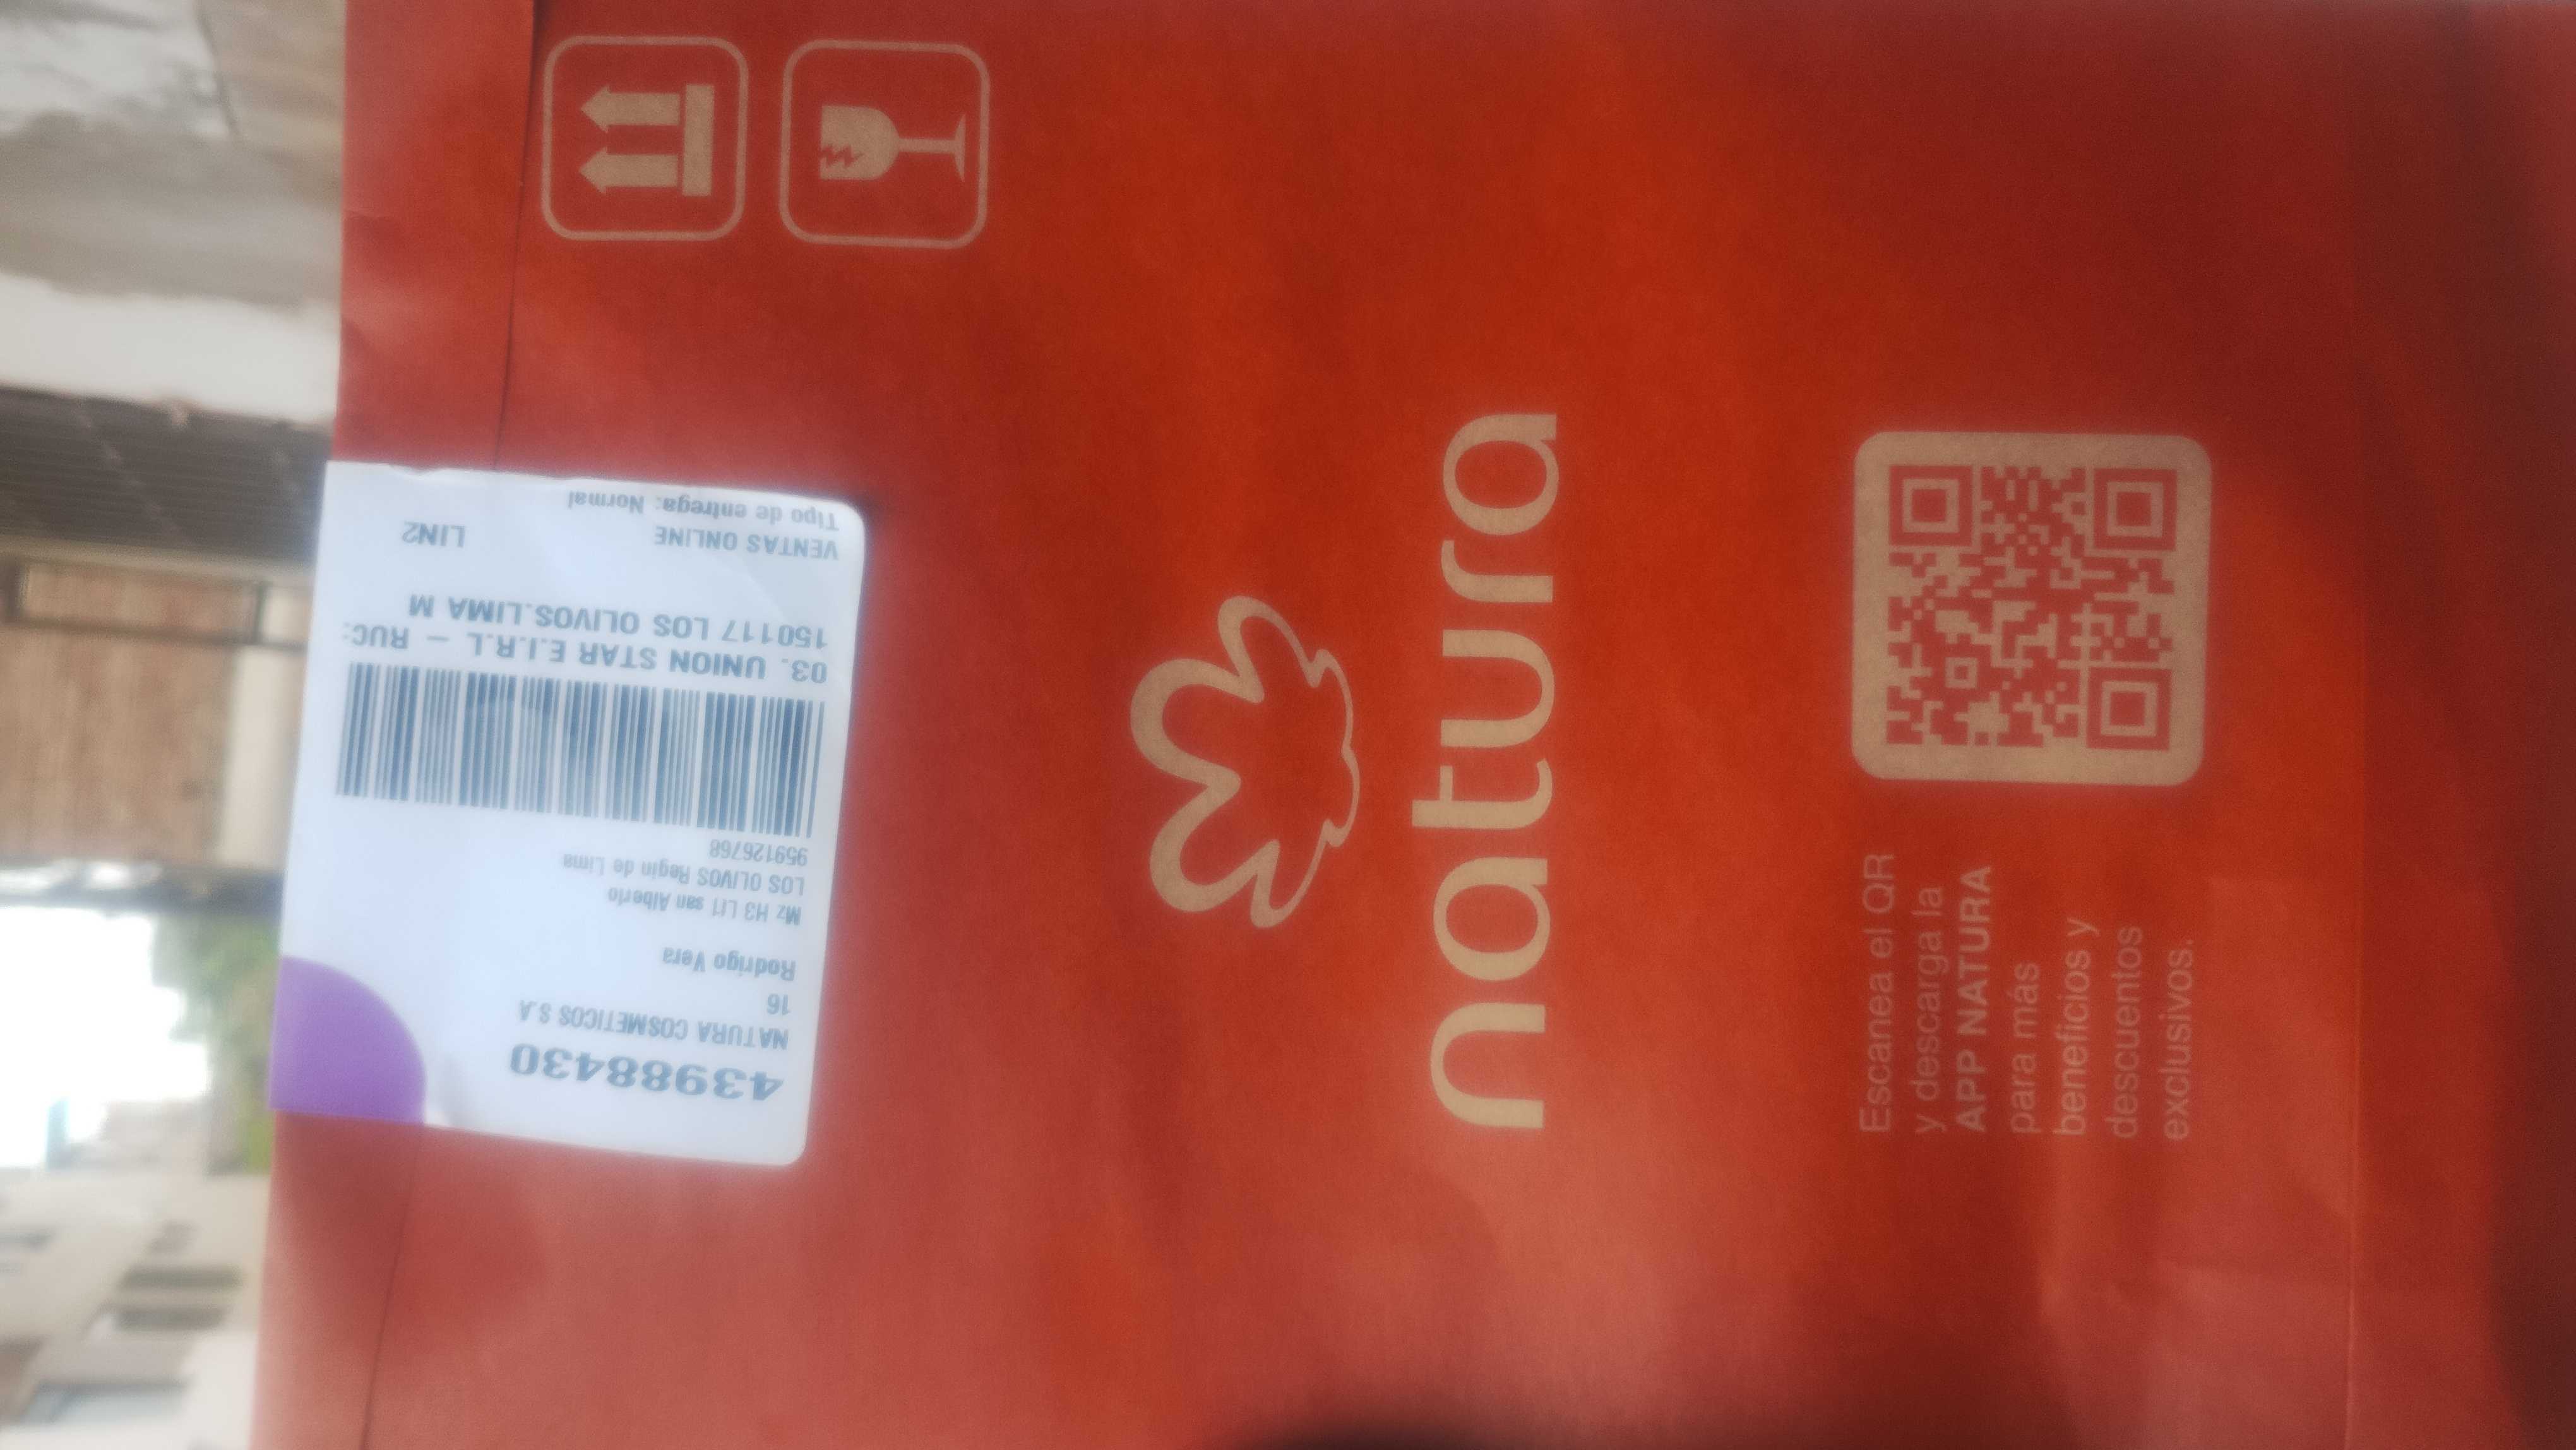 43988430
NATURA COSMETICOS S.A
16
Rodrigo Vera
Mz H3 Lt1 san Alberto
LOS OLIVOS Regin de Lima
959126768
03. UNION STAR E.I.R.L - RUC:
150117 LOS OLIVOS.LIMA M
VENTAS ONLINE LIN2
Tipo de entrega: Normal
natura
Escanea el QR
y descarga la
APP NATURA
para más
beneficios y
descuentos
exclusivos.